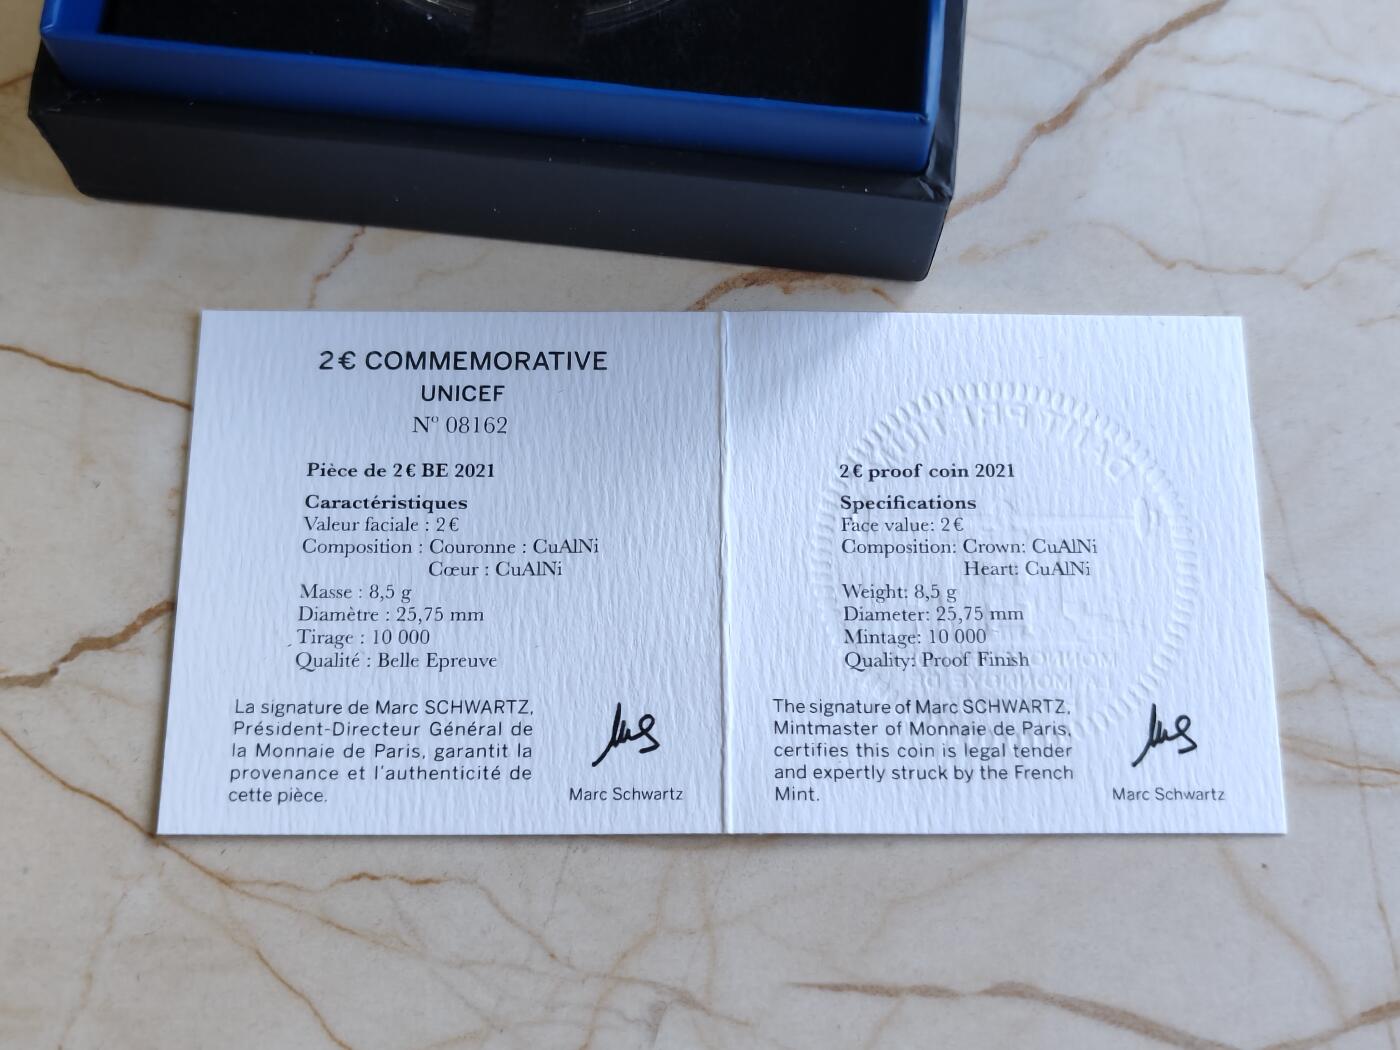 2€ COMMEMORATIVE
UNICEF
Nº 08162
Pièce de 2€ BE 2021
Caractéristiques
Valeur faciale : 2€
Composition : Couronne : CuAlNi
Cœur : CuAlNi
Masse : 8,5 g
Diamètre : 25,75 mm
Tirage : 10 000
Qualité : Belle Epreuve
La signature de Marc SCHWARTZ,
Président-Directeur Général de
la Monnaie de Paris, garantit la
provenance et l'authenticité de
cette pièce.
Marc Schwartz
2€ proof coin 2021
Specifications
Face value: 2€
Composition: Crown: CuAlNi
Heart: CuAlNi
Weight: 8,5 g
Diameter: 25,75 mm
Mintage: 10 000
Quality: Proof Finish
The signature of Marc SCHWARTZ,
Mintmaster of Monnaie de Paris,
certifies this coin is legal tender
and expertly struck by the French
Mint.
Marc Schwartz